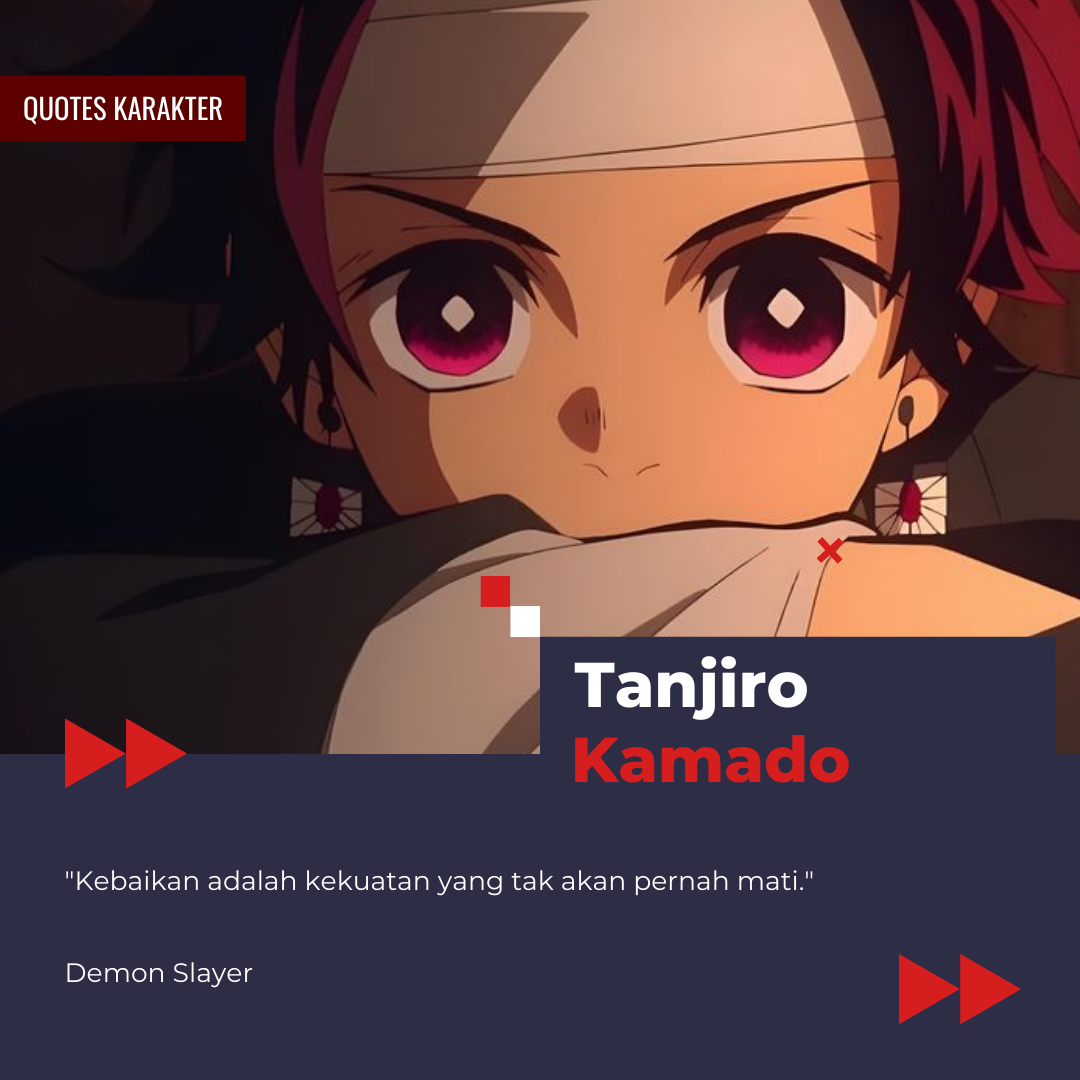 QUOTES KARAKTER
Tanjiro
Kamado
"Kebaikan adalah kekuatan yang tak akan pernah mati."
Demon Slayer